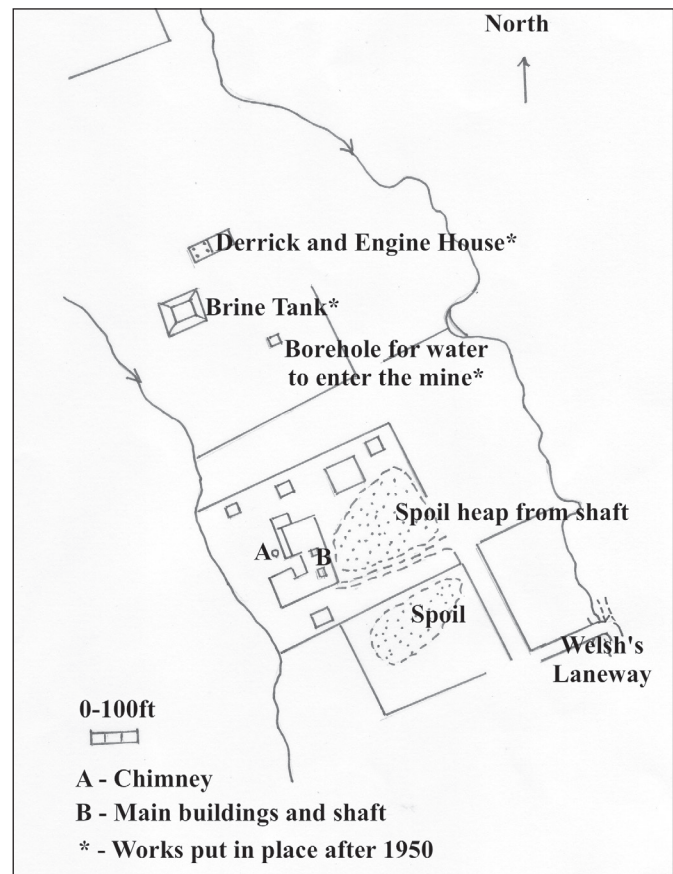 North
Derrick and Engine House*
Brine Tank*
Borehole for water
to enter the mine*
Spoil heap from shaft
A
B
Spoil
Welsh's
Laneway
0-100ft
A - Chimney
B - Main buildings and shaft
* - Works put in place after 1950